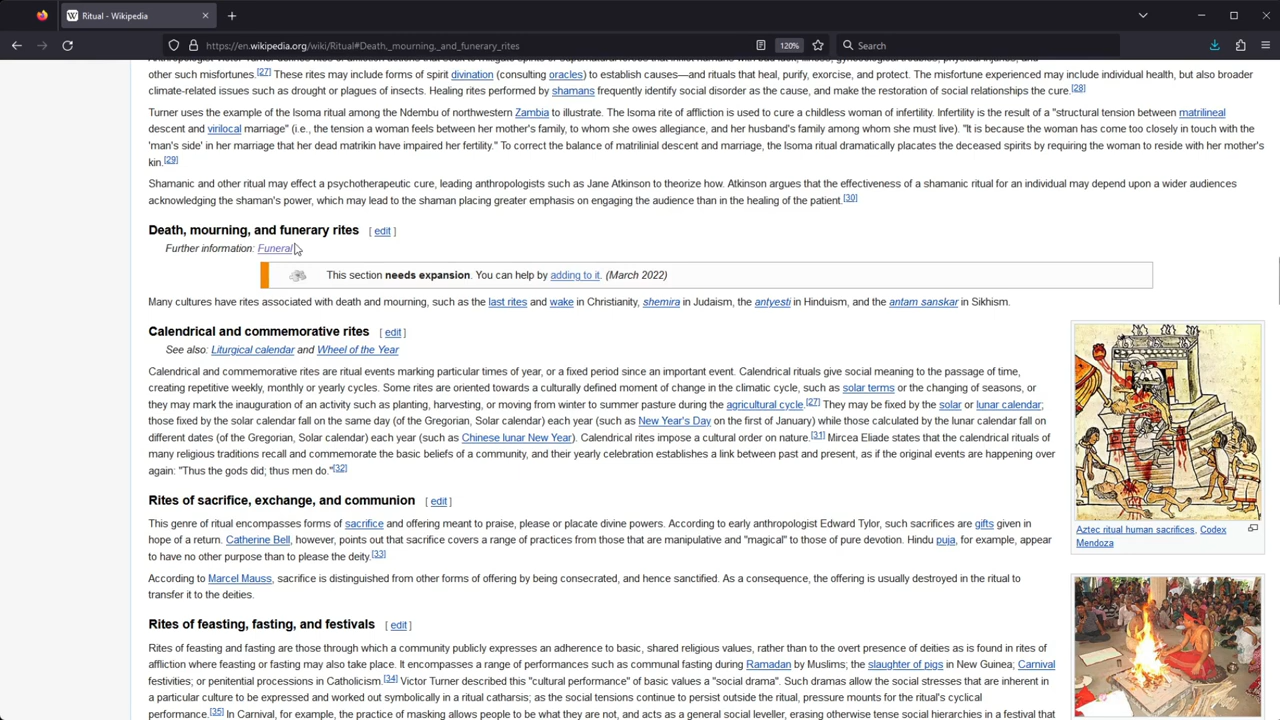 Ritual - Wikipedia
https://en.wikipedia.org/wiki/Ritual#Death,_mourning,_and_funerary_rites
120%
Search
other such misfortunes.[27] These rites may include forms of spirit divination (consulting oracles) to establish causes—and rituals that heal, purify, exorcise, and protect. The misfortune experienced may include individual health, but also broader
climate-related issues such as drought or plagues of insects. Healing rites performed by shamans frequently identify social disorder as the cause, and make the restoration of social relationships the cure.[28]
Turner uses the example of the Isoma ritual among the Ndembu of northwestern Zambia to illustrate. The Isoma rite of affliction is used to cure a childless woman of infertility. Infertility is the result of a "structural tension between matrilineal
descent and virilocal marriage" (i.e., the tension a woman feels between her mother's family, to whom she owes allegiance, and her husband's family among whom she must live). "It is because the woman has come too closely in touch with the
'man's side' in her marriage that her dead matrikin have impaired her fertility." To correct the balance of matrilinial descent and marriage, the Isoma ritual dramatically placates the deceased spirits by requiring the woman to reside with her mother's
kin.[29]
Shamanic and other ritual may effect a psychotherapeutic cure, leading anthropologists such as Jane Atkinson to theorize how. Atkinson argues that the effectiveness of a shamanic ritual for an individual may depend upon a wider audiences
acknowledging the shaman's power, which may lead to the shaman placing greater emphasis on engaging the audience than in the healing of the patient.[30]
Death, mourning, and funerary rites [ edit ]
Further information: Funeral
This section needs expansion. You can help by adding to it. (March 2022)
Many cultures have rites associated with death and mourning, such as the last rites and wake in Christianity, shemira in Judaism, the antyesti in Hinduism, and the antam sanskar in Sikhism.
Calendrical and commemorative rites [ edit ]
See also: Liturgical calendar and Wheel of the Year
Calendrical and commemorative rites are ritual events marking particular times of year, or a fixed period since an important event. Calendrical rituals give social meaning to the passage of time,
creating repetitive weekly, monthly or yearly cycles. Some rites are oriented towards a culturally defined moment of change in the climatic cycle, such as solar terms or the changing of seasons, or
they may mark the inauguration of an activity such as planting, harvesting, or moving from winter to summer pasture during the agricultural cycle.[27] They may be fixed by the solar or lunar calendar;
those fixed by the solar calendar fall on the same day (of the Gregorian, Solar calendar) each year (such as New Year's Day on the first of January) while those calculated by the lunar calendar fall on
different dates (of the Gregorian, Solar calendar) each year (such as Chinese lunar New Year). Calendrical rites impose a cultural order on nature.[31] Mircea Eliade states that the calendrical rituals of
many religious traditions recall and commemorate the basic beliefs of a community, and their yearly celebration establishes a link between past and present, as if the original events are happening over
again: "Thus the gods did; thus men do."[32]
Aztec ritual human sacrifices, Codex
Mendoza
Rites of sacrifice, exchange, and communion [ edit ]
This genre of ritual encompasses forms of sacrifice and offering meant to praise, please or placate divine powers. According to early anthropologist Edward Tylor, such sacrifices are gifts given in
hope of a return. Catherine Bell, however, points out that sacrifice covers a range of practices from those that are manipulative and "magical" to those of pure devotion. Hindu puja, for example, appear
to have no other purpose than to please the deity.[33]
According to Marcel Mauss, sacrifice is distinguished from other forms of offering by being consecrated, and hence sanctified. As a consequence, the offering is usually destroyed in the ritual to
transfer it to the deities.
Rites of feasting, fasting, and festivals [ edit ]
Rites of feasting and fasting are those through which a community publicly expresses an adherence to basic, shared religious values, rather than to the overt presence of deities as is found in rites of
affliction where feasting or fasting may also take place. It encompasses a range of performances such as communal fasting during Ramadan by Muslims; the slaughter of pigs in New Guinea; Carnival
festivities; or penitential processions in Catholicism.[34] Victor Turner described this "cultural performance" of basic values a "social drama". Such dramas allow the social stresses that are inherent in
a particular culture to be expressed and worked out symbolically in a ritual catharsis; as the social tensions continue to persist outside the ritual, pressure mounts for the ritual's cyclical
performance.[35] In Carnival, for example, the practice of masking allows people to be what they are not, and acts as a general social leveller, erasing otherwise tense social hierarchies in a festival that